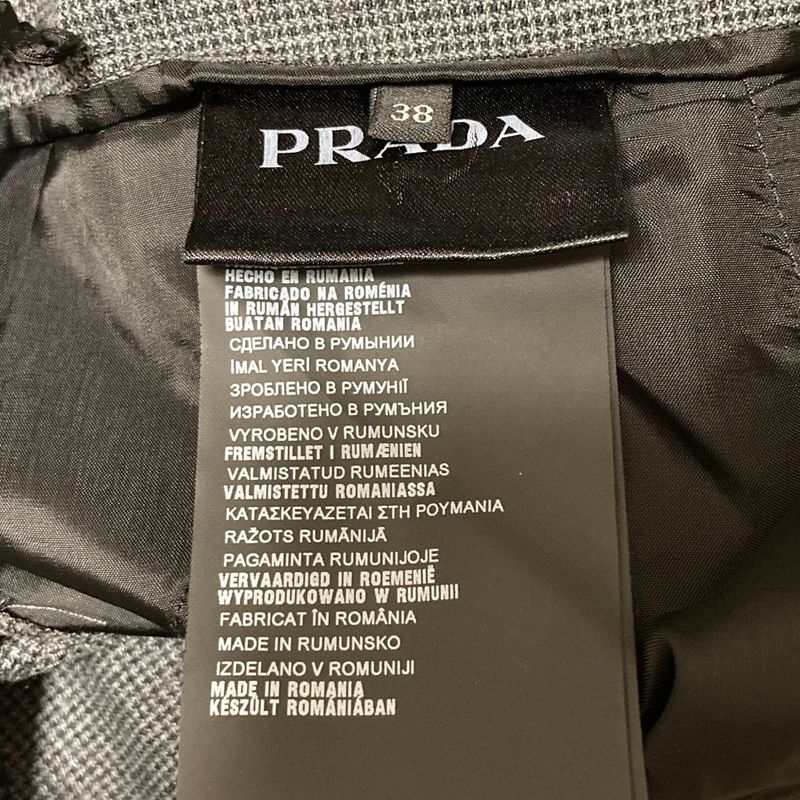 38
PRADA
HECHO EN RUMANIA
FABRICADO NA ROMÉNIA
IN RUMÄN HERGESTELLT
BUATAN ROMANIA
СДЕЛАНО В РУМЫНИИ
İMAL YERİ ROMANYA
ЗРОБЛЕНО В РУМУНІЇ
ИЗРАБОТЕНО В РУМЪНИЯ
VYROBENO V RUMUNSKU
FREMSTILLET I RUMÆNIEN
VALMISTATUD RUMEENIAS
VALMISTETTU ROMANIASSA
ΚΑΤΑΣΚΕΥΑΖΕΤΑΙ ΣΤΗ ΡΟΥΜΑΝΙΑ
RAŽOTS RUMĀNIJĀ
PAGAMINTA RUMUNIJOJE
VERVAARDIGD IN ROEMENIË
WYPRODUKOWANO W RUMUNII
FABRICAT ÎN ROMÂNIA
MADE IN RUMUNSKO
IZDELANO V ROMUNIJI
MADE IN ROMANIA
KÉSZÜLT ROMÁNIÁBAN